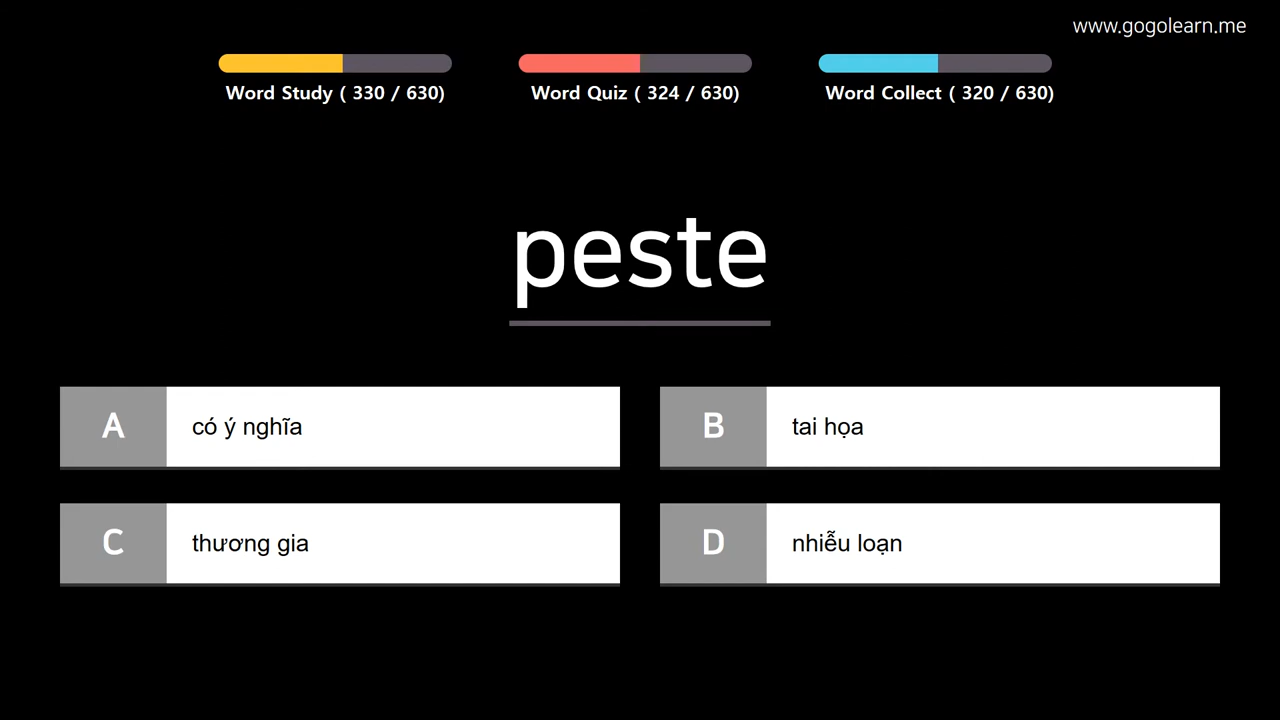 www.gogolearn.me
Word Study ( 330 / 630)
Word Quiz ( 324 / 630)
Word Collect ( 320 / 630)
peste
A
có ý nghĩa
B
tai họa
C
thương gia
D
nhiễu loạn